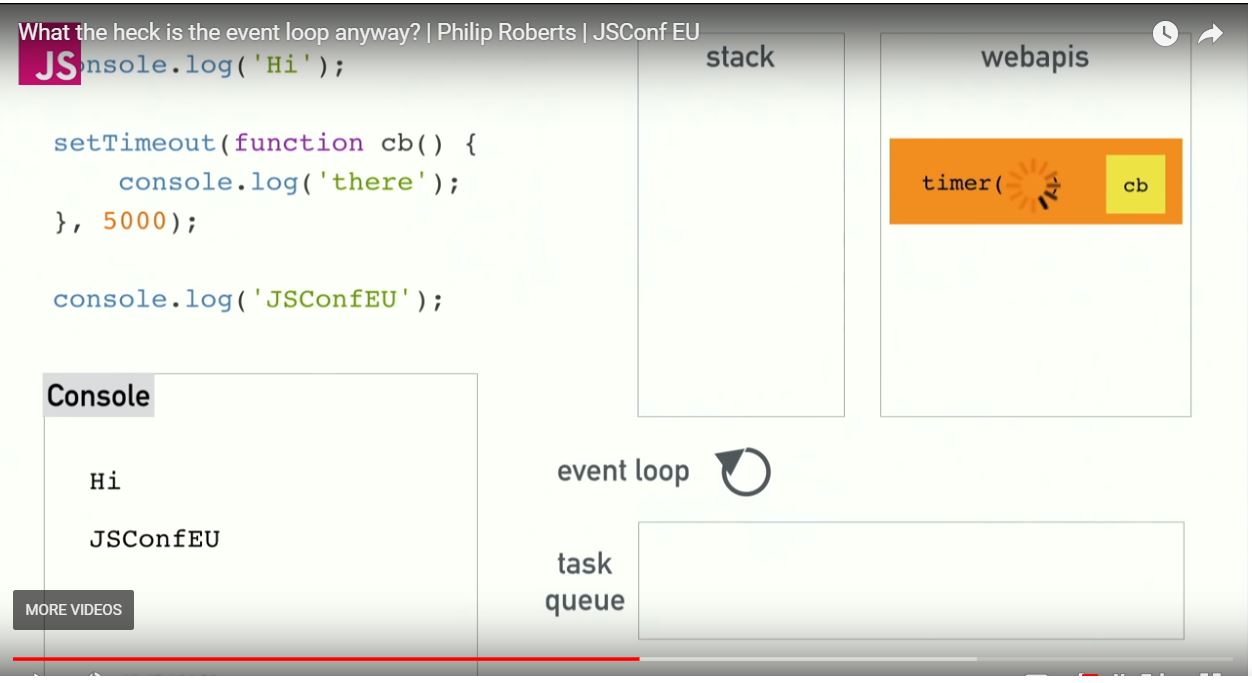 What the heck is the event loop anyway? | Philip Roberts | JSConf EU
JS
nsole.log('Hi');
setTimeout(function cb() {
console.log('there');
}, 5000);
console.log('JSConfEU');
Console
Hi
JSConfEU
stack
webapis
timer(
cb
event loop
task
queue
MORE VIDEOS